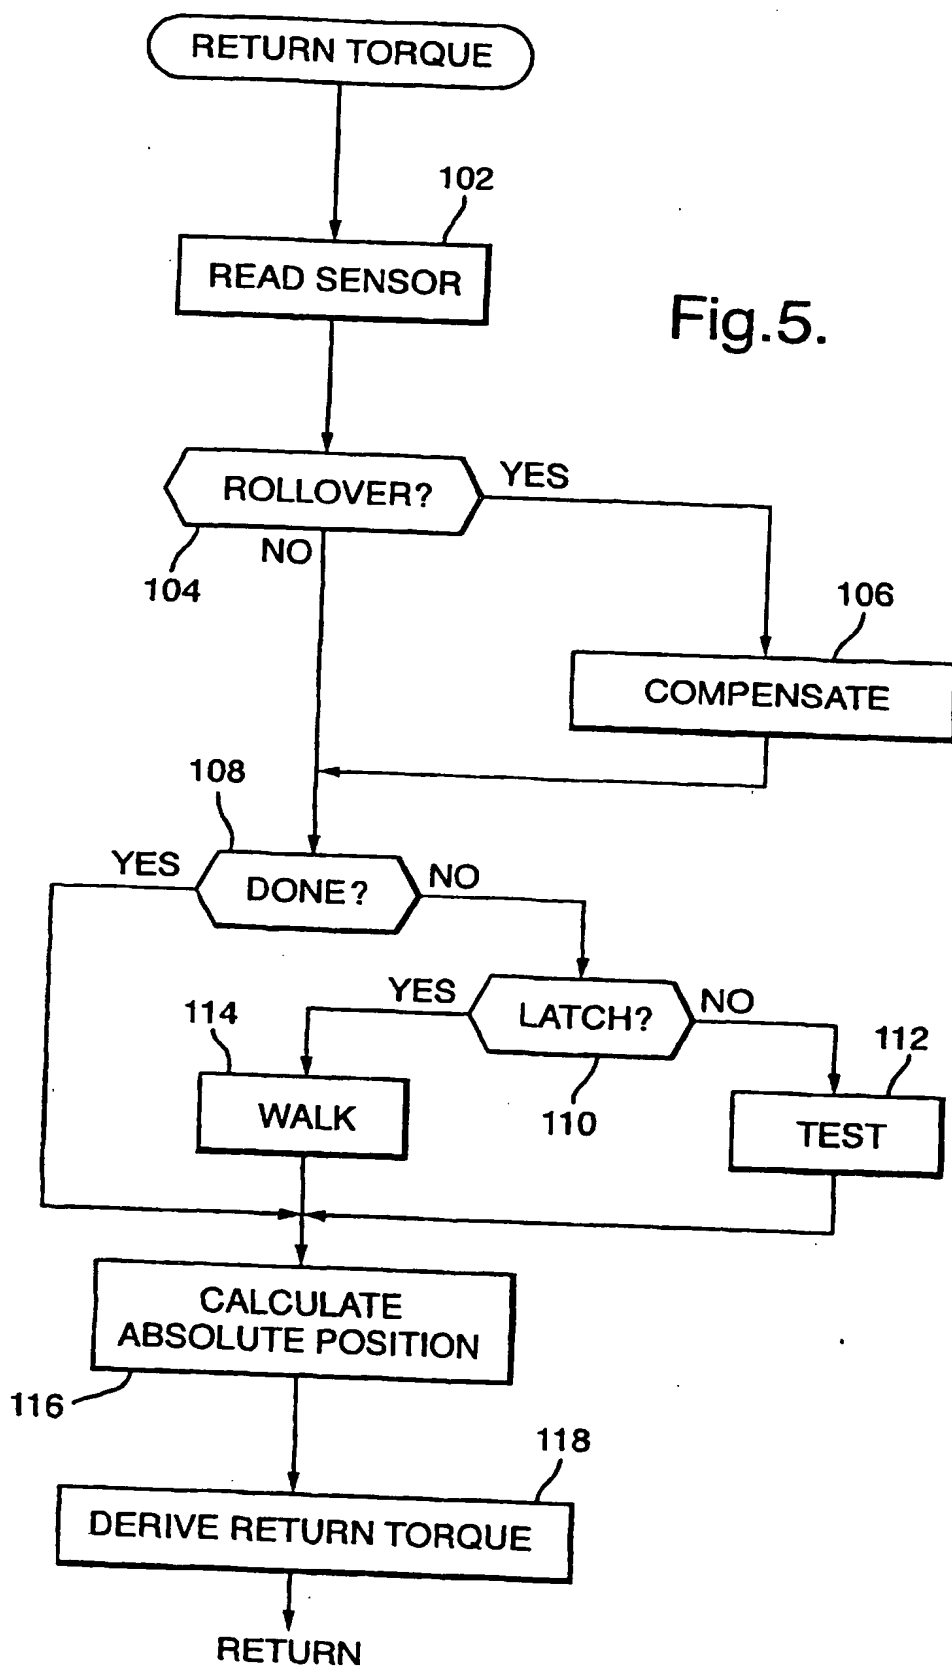 RETURN TORQUE
102
READ SENSOR
Fig.5.
ROLLOVER?
YES
NO
104
106
COMPENSATE
108
YES
DONE?
NO
YES
LATCH?
NO
114
112
WALK
110
TEST
CALCULATE
ABSOLUTE POSITION
116
118
DERIVE RETURN TORQUE
RETURN